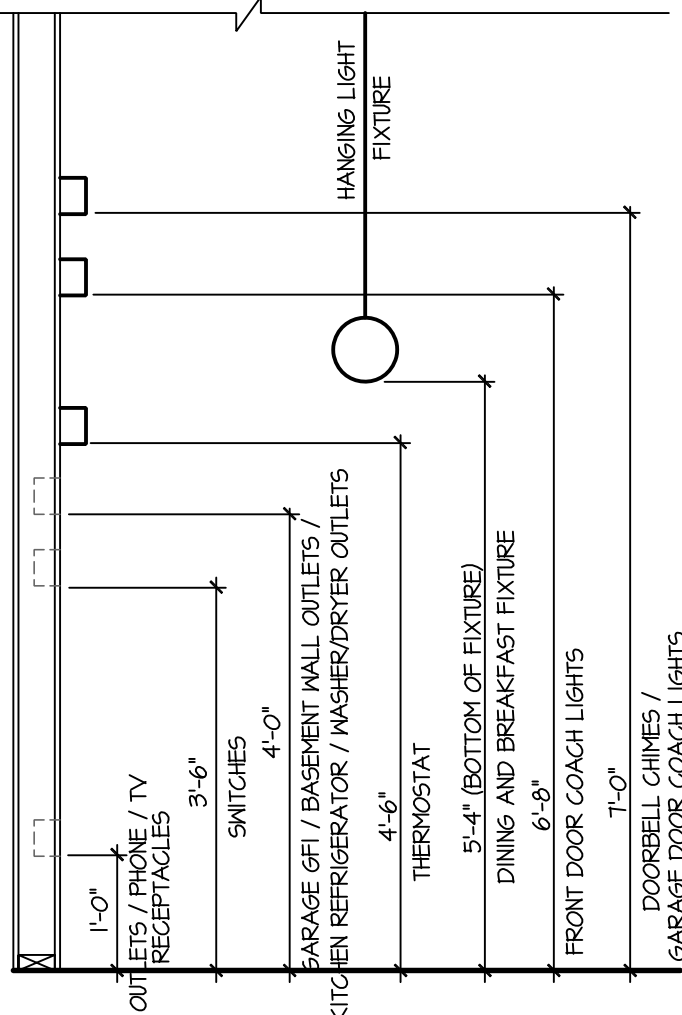 HANGING LIGHT
FIXTURE
1'-0"
OUTLETS / PHONE / TV
RECEPTACLES
3'-6"
SWITCHES
4'-0"
GARAGE GFI / BASEMENT WALL OUTLETS /
KITCHEN REFRIGERATOR / WASHER/DRYER OUTLETS
4'-6"
THERMOSTAT
5'-4" (BOTTOM OF FIXTURE)
DINING AND BREAKFAST FIXTURE
6'-8"
FRONT DOOR COACH LIGHTS
7'-0"
DOORBELL CHIMES /
GARAGE DOOR COACH LIGHTS